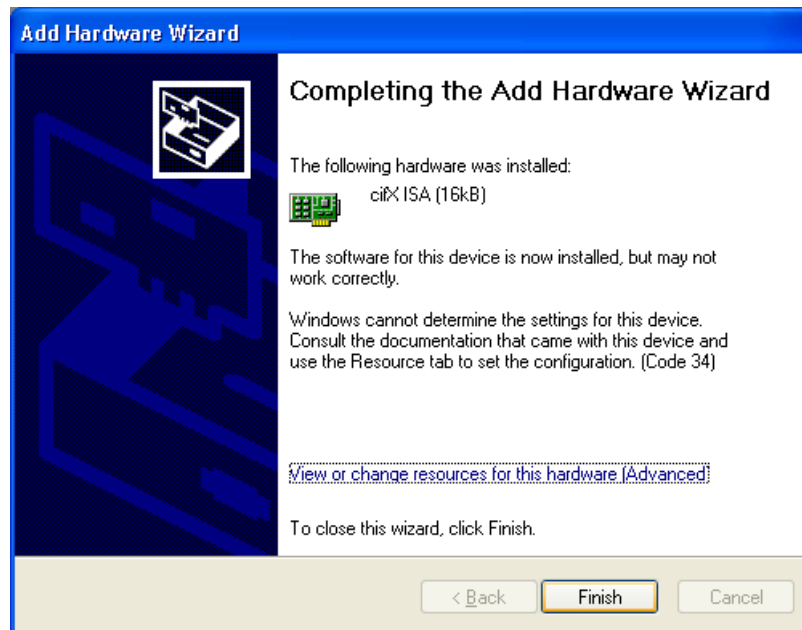 Add Hardware Wizard
Completing the Add Hardware Wizard
The following hardware was installed:
cifX ISA (16kB)
The software for this device is now installed, but may not
work correctly.
Windows cannot determine the settings for this device.
Consult the documentation that came with this device and
use the Resource tab to set the configuration. (Code 34)
View or change resources for this hardware (Advanced)
To close this wizard, click Finish.
< Back Finish Cancel